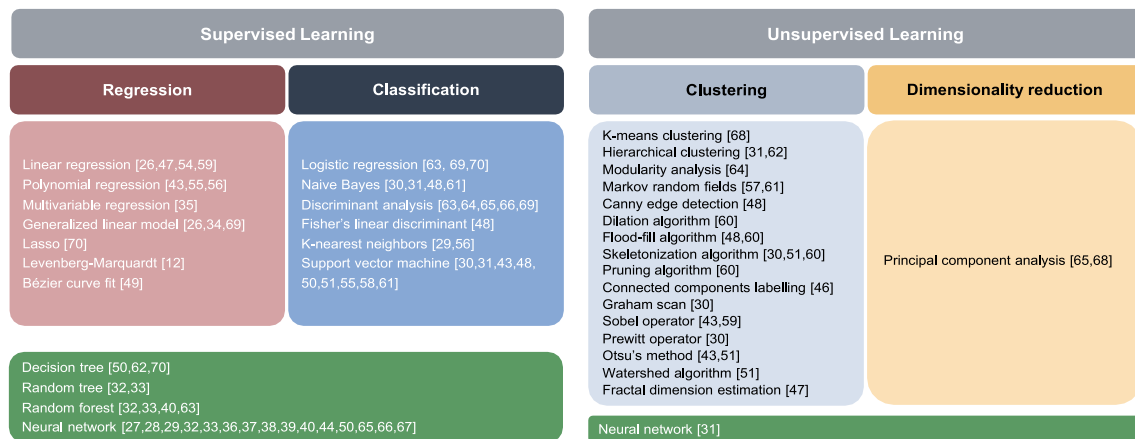 Supervised Learning
Regression
Classification
Linear regression [26,47,54,59]
Polynomial regression [43,55,56]
Multivariable regression [35]
Generalized linear model [26,34,69]
Lasso [70]
Levenberg-Marquardt [12]
Bézier curve fit [49]
Logistic regression [63, 69,70]
Naive Bayes [30,31,48,61]
Discriminant analysis [63,64,65,66,69]
Fisher's linear discriminant [48]
K-nearest neighbors [29,56]
Support vector machine [30,31,43,48,
50,51,55,58,61]
Decision tree [50,62,70]
Random tree [32,33]
Random forest [32,33,40,63]
Neural network [27,28,29,32,33,36,37,38,39,40,44,50,65,66,67]
Unsupervised Learning
Clustering
Dimensionality reduction
K-means clustering [68]
Hierarchical clustering [31,62]
Modularity analysis [64]
Markov random fields [57,61]
Canny edge detection [48]
Dilation algorithm [60]
Flood-fill algorithm [48,60]
Skeletonization algorithm [30,51,60]
Pruning algorithm [60]
Connected components labelling [46]
Graham scan [30]
Sobel operator [43,59]
Prewitt operator [30]
Otsu's method [43,51]
Watershed algorithm [51]
Fractal dimension estimation [47]
Principal component analysis [65,68]
Neural network [31]